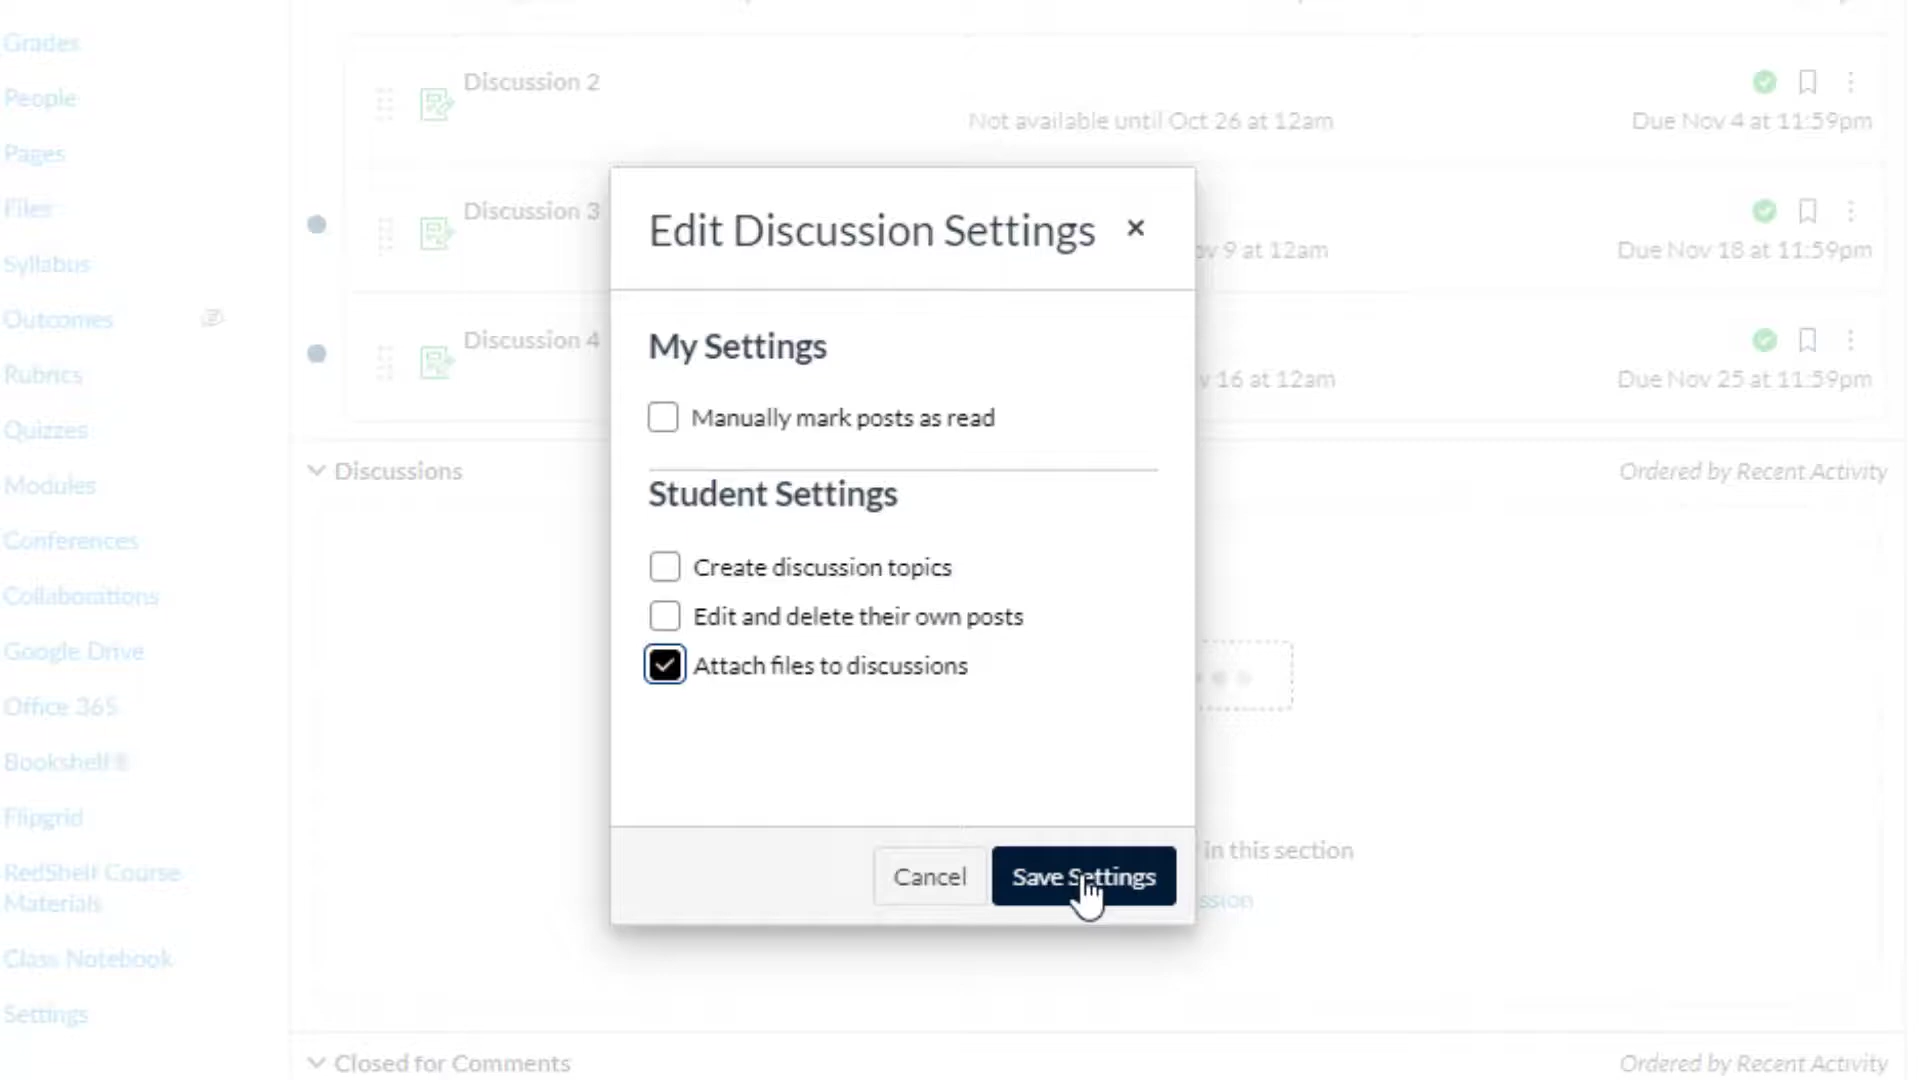 Grades
People
Pages
Files
Syllabus
Outcomes
Rubrics
Quizzes
Modules
Conferences
Collaborations
Google Drive
Office 365
Bookshelf®
Flipgrid
RedShelf Course
Materials
Class Notebook
Settings
Discussion 2
Not available until Oct 26 at 12am
Due Nov 4 at 11:59pm
Discussion 3
9 at 12am
Due Nov 18 at 11:59pm
Discussion 4
16 at 12am
Due Nov 25 at 11:59pm
Discussions
Ordered by Recent Activity
in this section
Closed for Comments
Ordered by Recent Activity
Edit Discussion Settings ×
My Settings
Manually mark posts as read
Student Settings
Create discussion topics
Edit and delete their own posts
Attach files to discussions
Cancel
Save Settings